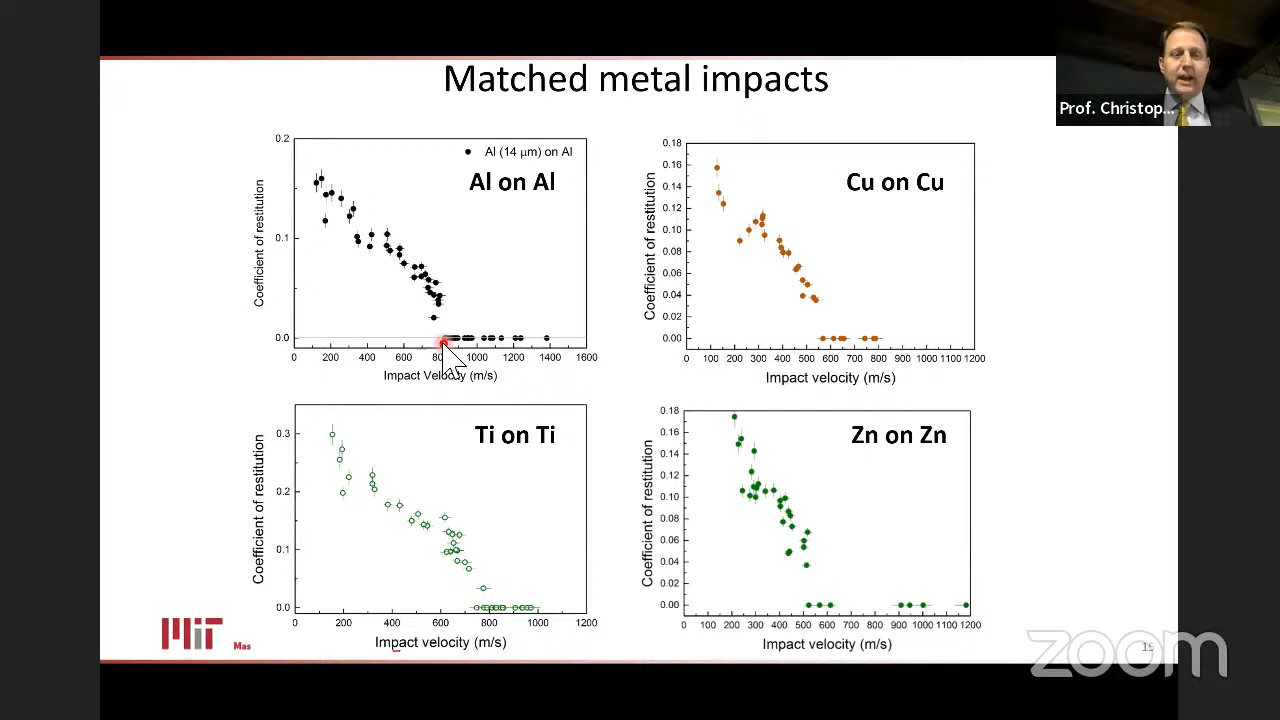 Matched metal impacts
Prof. Christop...
0.2
0.1
0.0
Coefficient of restitution
Al (14 μm) on Al
Al on Al
0 200 400 600 800 1000 1200 1400 1600
Impact Velocity (m/s)
0.18
0.16
0.14
0.12
0.10
0.08
0.06
0.04
0.02
0.00
Coefficient of restitution
Cu on Cu
0 100 200 300 400 500 600 700 800 900 1000 1100 1200
Impact velocity (m/s)
0.3
0.2
0.1
0.0
Coefficient of restitution
Ti on Ti
0 200 400 600 800 1000 1200
Impact velocity (m/s)
0.18
0.16
0.14
0.12
0.10
0.08
0.06
0.04
0.02
0.00
Coefficient of restitution
Zn on Zn
0 100 200 300 400 500 600 700 800 900 1000 1100 1200
Impact velocity (m/s)
MIT
Mas
15
zoom